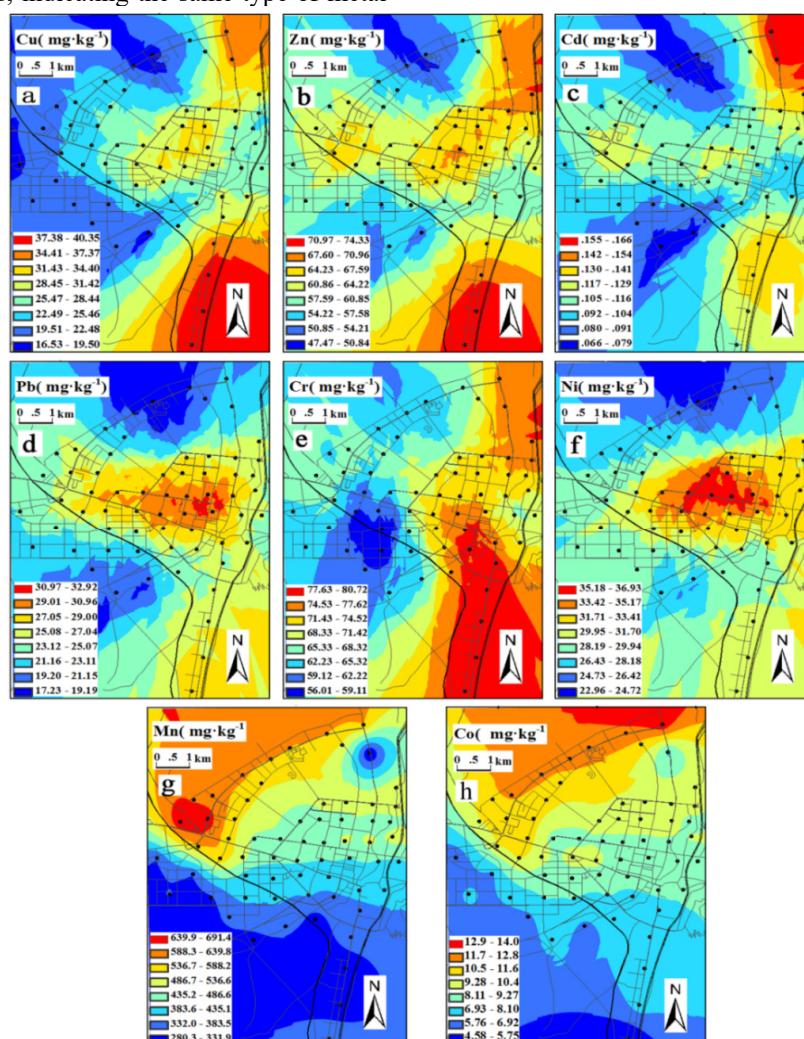 , indicating the same type of metal
Cu( mg·kg⁻¹)
0 .5 1 km
a
37.38 - 40.35
34.41 - 37.37
31.43 - 34.40
28.45 - 31.42
25.47 - 28.44
22.49 - 25.46
19.51 - 22.48
16.53 - 19.50
N
Zn( mg·kg⁻¹)
0 .5 1 km
b
70.97 - 74.33
67.60 - 70.96
64.23 - 67.59
60.86 - 64.22
57.59 - 60.85
54.22 - 57.58
50.85 - 54.21
47.47 - 50.84
N
Cd( mg·kg⁻¹)
0 .5 1 km
c
.155 - .166
.142 - .154
.130 - .141
.117 - .129
.105 - .116
.092 - .104
.080 - .091
.066 - .079
N
Pb( mg·kg⁻¹)
0 .5 1 km
d
30.97 - 32.92
29.01 - 30.96
27.05 - 29.00
25.08 - 27.04
23.12 - 25.07
21.16 - 23.11
19.20 - 21.15
17.23 - 19.19
N
Cr( mg·kg⁻¹)
0 .5 1 km
e
77.63 - 80.72
74.53 - 77.62
71.43 - 74.52
68.33 - 71.42
65.33 - 68.32
62.23 - 65.32
59.12 - 62.22
56.01 - 59.11
N
Ni( mg·kg⁻¹)
0 .5 1 km
f
35.18 - 36.93
33.42 - 35.17
31.71 - 33.41
29.95 - 31.70
28.19 - 29.94
26.43 - 28.18
24.73 - 26.42
22.96 - 24.72
N
Mn( mg·kg⁻¹
0 .5 1 km
g
639.9 - 691.4
588.3 - 639.8
536.7 - 588.2
486.7 - 536.6
435.2 - 486.6
383.6 - 435.1
332.0 - 383.5
280.3 - 331.9
N
Co( mg·kg⁻¹
0 .5 1 km
h
12.9 - 14.0
11.7 - 12.8
10.5 - 11.6
9.28 - 10.4
8.11 - 9.27
6.93 - 8.10
5.76 - 6.92
4.58 - 5.75
N